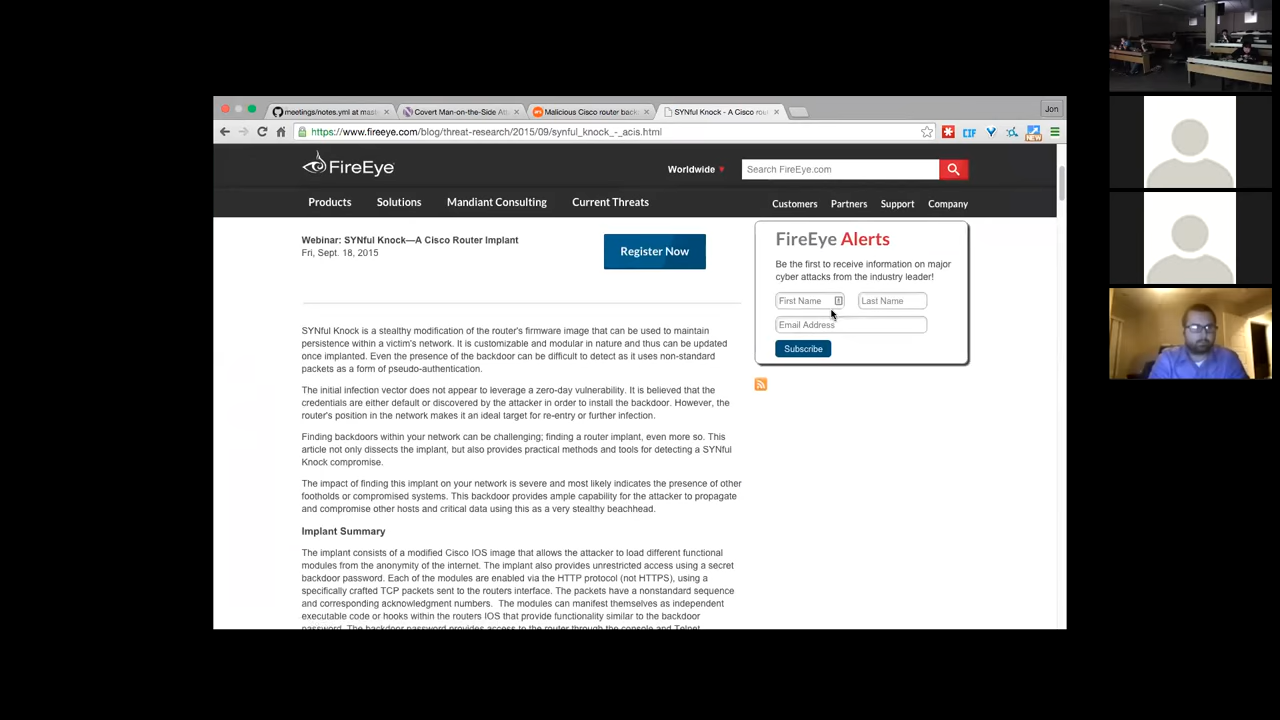 meetings/notes.yml at mast
Covert Man-on-the-Side At
Malicious Cisco router back
SYNful Knock - A Cisco rou
Jon
https://www.fireeye.com/blog/threat-research/2015/09/synful_knock_-_acis.html
CIF
NEW
FireEye
Worldwide
Search FireEye.com
Products
Solutions
Mandiant Consulting
Current Threats
Customers
Partners
Support
Company
Webinar: SYNful Knock—A Cisco Router Implant
Fri, Sept. 18, 2015
Register Now
SYNful Knock is a stealthy modification of the router's firmware image that can be used to maintain
persistence within a victim's network. It is customizable and modular in nature and thus can be updated
once implanted. Even the presence of the backdoor can be difficult to detect as it uses non-standard
packets as a form of pseudo-authentication.
The initial infection vector does not appear to leverage a zero-day vulnerability. It is believed that the
credentials are either default or discovered by the attacker in order to install the backdoor. However, the
router's position in the network makes it an ideal target for re-entry or further infection.
Finding backdoors within your network can be challenging; finding a router implant, even more so. This
article not only dissects the implant, but also provides practical methods and tools for detecting a SYNful
Knock compromise.
The impact of finding this implant on your network is severe and most likely indicates the presence of other
footholds or compromised systems. This backdoor provides ample capability for the attacker to propagate
and compromise other hosts and critical data using this as a very stealthy beachhead.
Implant Summary
The implant consists of a modified Cisco IOS image that allows the attacker to load different functional
modules from the anonymity of the internet. The implant also provides unrestricted access using a secret
backdoor password. Each of the modules are enabled via the HTTP protocol (not HTTPS), using a
specifically crafted TCP packets sent to the routers interface. The packets have a nonstandard sequence
and corresponding acknowledgment numbers. The modules can manifest themselves as independent
executable code or hooks within the routers IOS that provide functionality similar to the backdoor
password. The backdoor password provides access to the router through the console and Telnet.
FireEye Alerts
Be the first to receive information on major
cyber attacks from the industry leader!
First Name
Last Name
Email Address
Subscribe